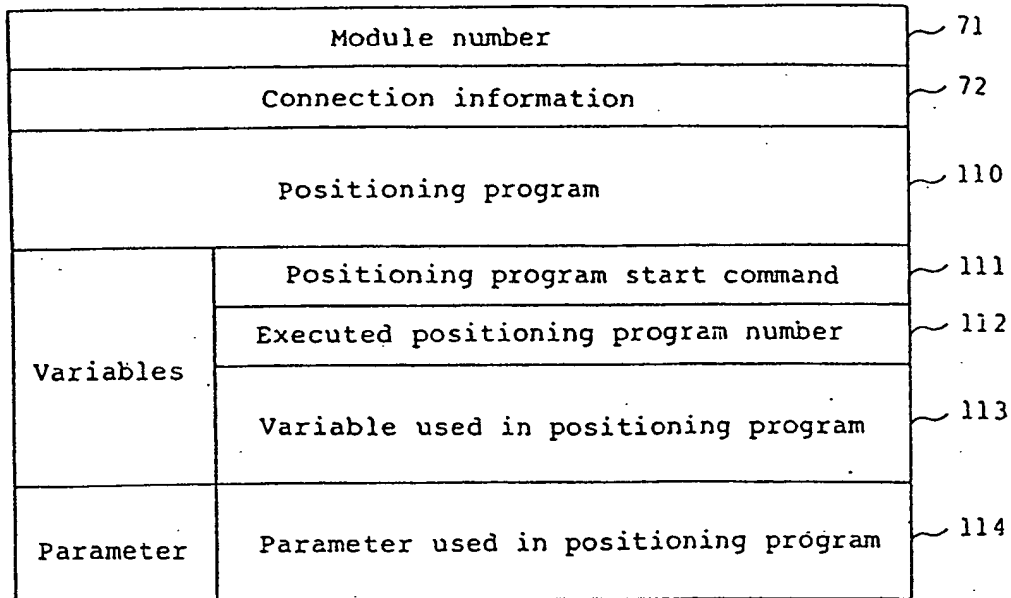 Module number 71
Connection information 72
Positioning program 110
Variables
Positioning program start command 111
Executed positioning program number 112
Variable used in positioning program 113
Parameter
Parameter used in positioning program 114